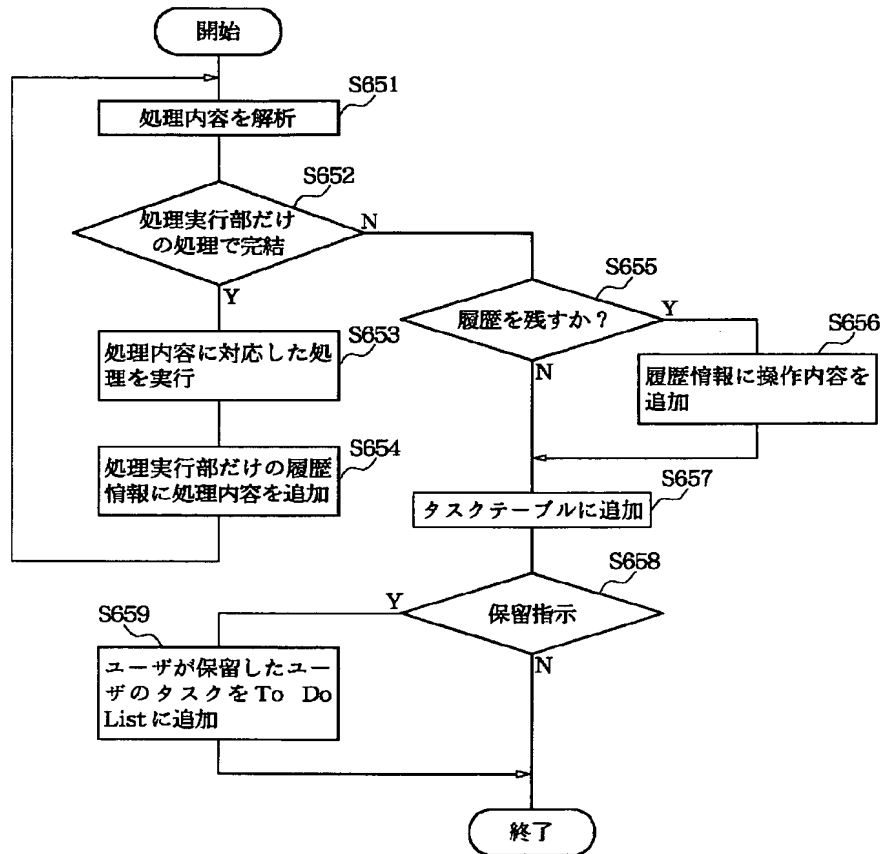 開始
S651
処理内容を解析
S652
処理実行部だけ
の処理で完結
N
Y
S653
処理内容に対応した処
理を実行
S654
処理実行部だけの履歴
情報に処理内容を追加
S655
履歴を残すか?
Y
N
S656
履歴情報に操作内容を
追加
S657
タスクテーブルに追加
S658
保留指示
Y
N
S659
ユーザが保留したユー
ザのタスクをTo Do
Listに追加
終了